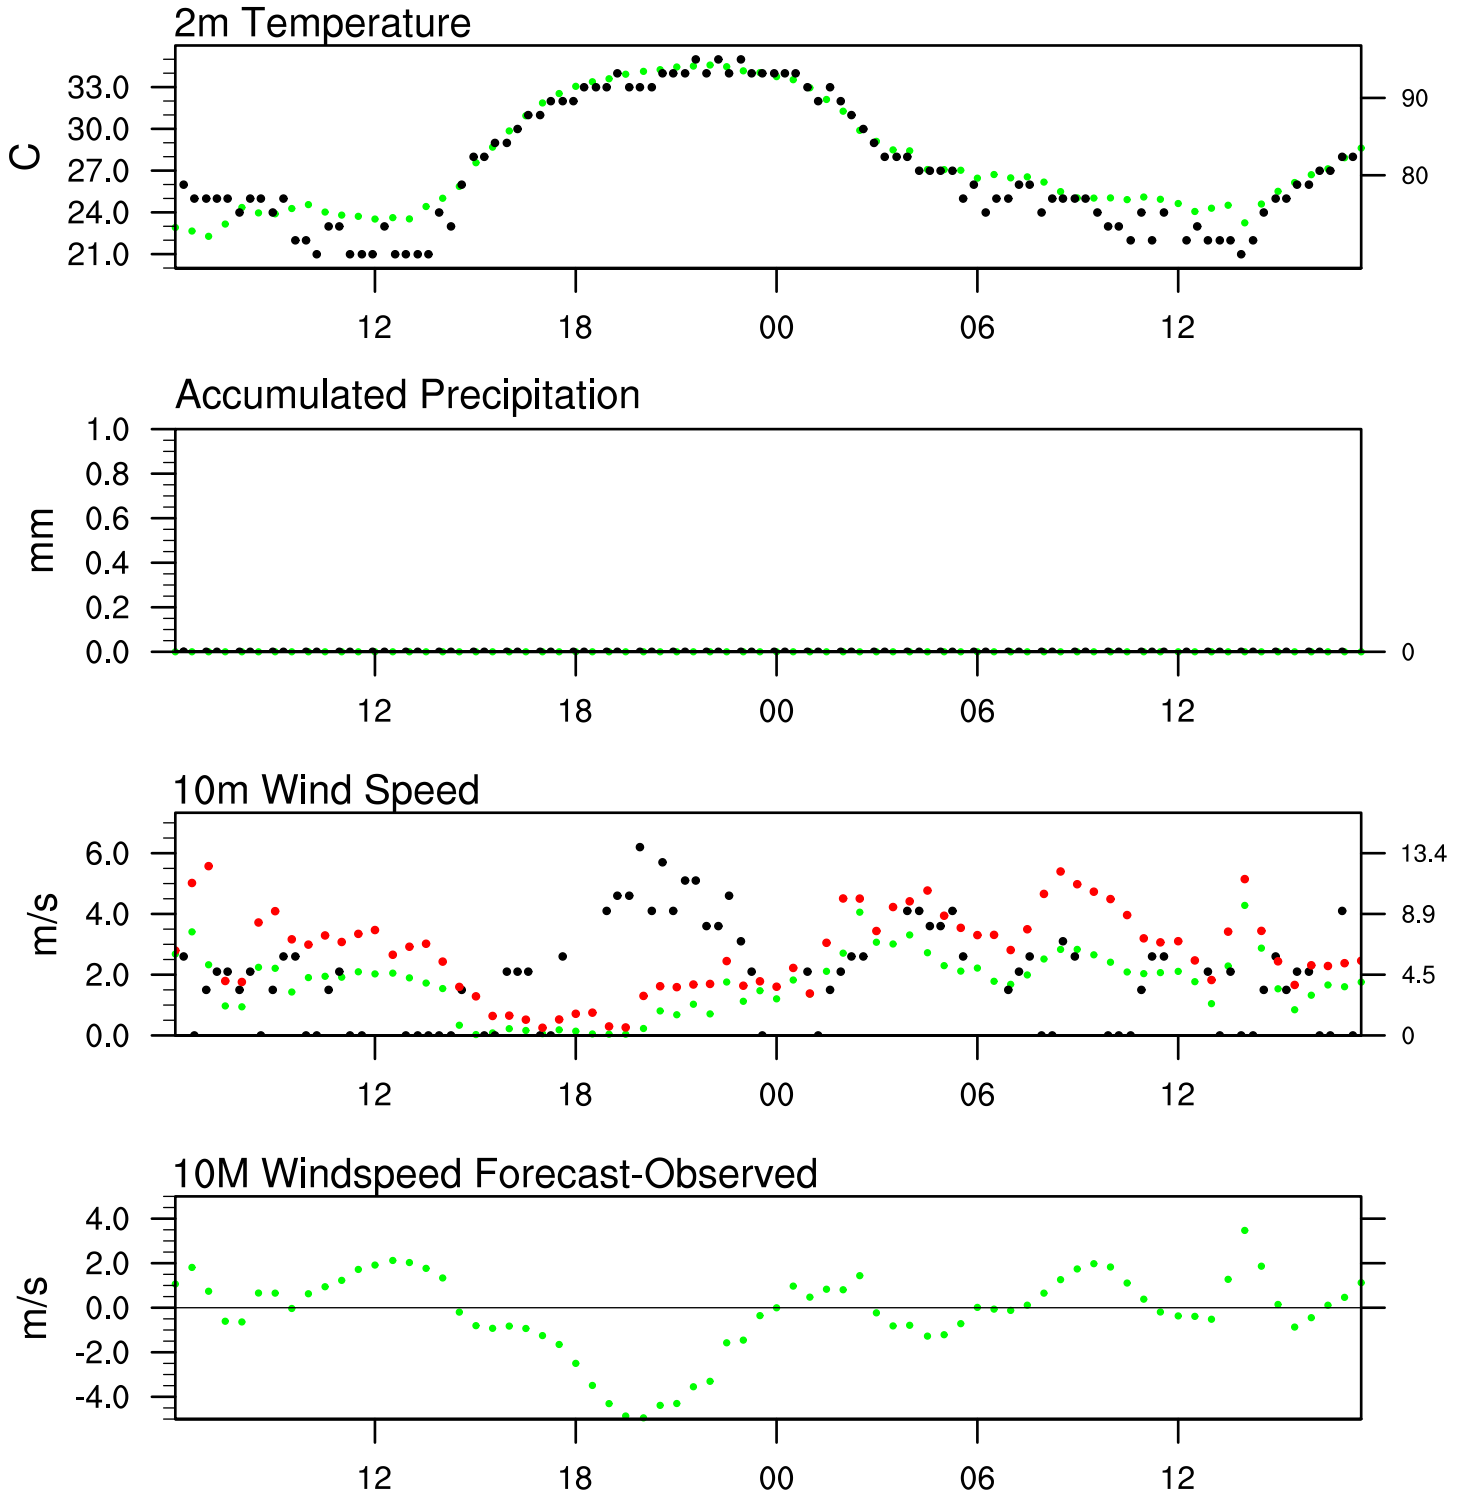 2m Temperature
C
33.0
30.0
27.0
24.0
21.0
90
80
12 18 00 06 12
Accumulated Precipitation
mm
1.0
0.8
0.6
0.4
0.2
0.0
0
12 18 00 06 12
10m Wind Speed
m/s
6.0
4.0
2.0
0.0
13.4
8.9
4.5
0
12 18 00 06 12
10M Windspeed Forecast-Observed
m/s
4.0
2.0
0.0
-2.0
-4.0
12 18 00 06 12